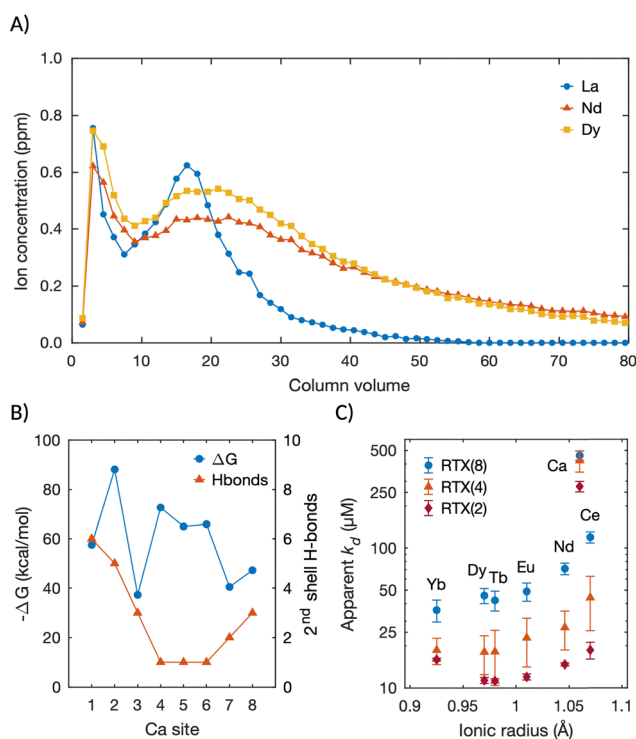 A)
1.0
0.8
0.6
0.4
0.2
0.0
Ion concentration (ppm)
La
Nd
Dy
0 10 20 30 40 50 60 70 80
Column volume
B)
100
80
60
40
20
0
-ΔG (kcal/mol)
ΔG
Hbonds
10
8
6
4
2
0
2nd shell H-bonds
1 2 3 4 5 6 7 8
Ca site
C)
500
250
100
50
25
10
Apparent kd (μM)
RTX(8)
RTX(4)
RTX(2)
Ca
Ce
Nd
Eu
Dy Tb
Yb
0.9 0.95 1 1.05 1.1
Ionic radius (Å)